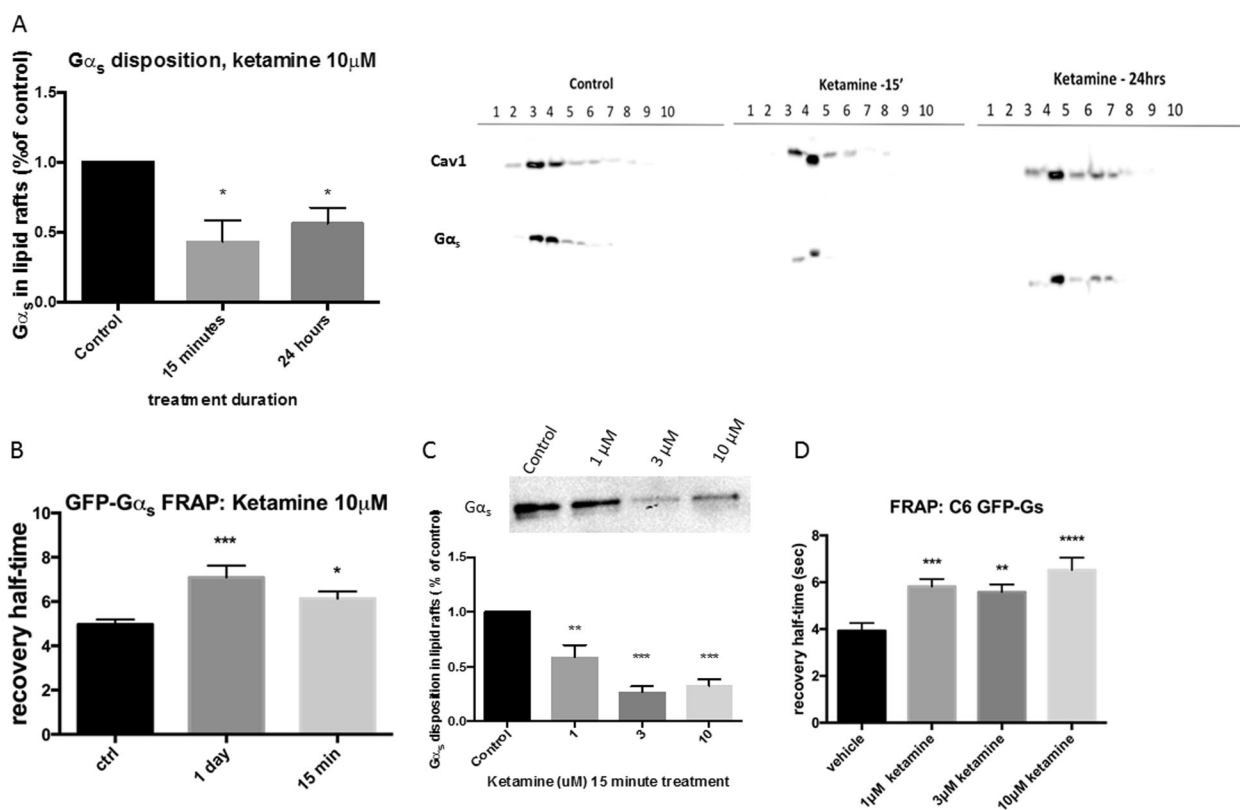 A
Gαs disposition, ketamine 10μM
Gαs in lipid rafts (%of control)
1.5
1.0
0.5
0.0
Control
15 minutes
24 hours
treatment duration
Control
1 2 3 4 5 6 7 8 9 10
Ketamine -15'
1 2 3 4 5 6 7 8 9 10
Ketamine - 24hrs
1 2 3 4 5 6 7 8 9 10
Cav1
Gαs
B
GFP-Gαs FRAP: Ketamine 10μM
recovery half-time
10
8
6
4
2
0
***
*
ctrl
1 day
15 min
C
Control
1 μM
3 μM
10 μM
Gαs
Gαs disposition in lipid rafts ( % of control)
1.5
1.0
0.5
0.0
**
***
***
Control
1
3
10
Ketamine (uM) 15 minute treatment
D
FRAP: C6 GFP-Gs
recovery half-time (sec)
8
6
4
2
0
***
**
****
vehicle
1μM ketamine
3μM ketamine
10μM ketamine